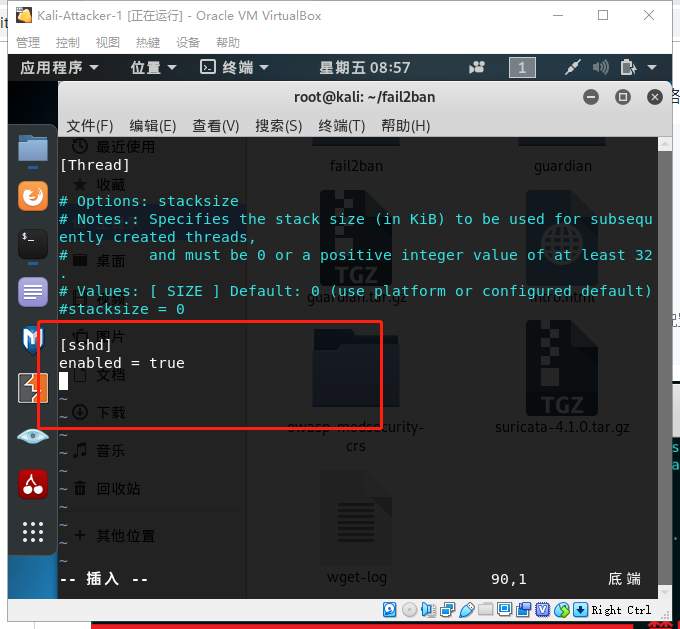 Kali-Attacker-1 [正在运行] - Oracle VM VirtualBox
管理 控制 视图 热键 设备 帮助
应用程序 位置 终端 星期五 08:57 1
root@kali: ~/fail2ban
文件(F) 编辑(E) 查看(V) 搜索(S) 终端(T) 帮助(H)
最近使用
[Thread]
fail2ban guardian
收藏
# Options: stacksize
# Notes.: Specifies the stack size (in KiB) to be used for subsequ
ently created threads,
# and must be 0 or a positive integer value of at least 32
.
桌面
TGZ
# Values: [ SIZE ] Default: 0 (use platform or configured default)
guardian.tar.gz intro.html
#stacksize = 0
图片
[sshd]
enabled = true
文档
~
TGZ
~ 下载
~
owasp-modsecurity-crs suricata-4.1.0.tar.gz
~ 音乐
~
~ 回收站
~
~
~ 其他位置
~
wget-log
-- 插入 -- 90,1 底端
Right Ctrl